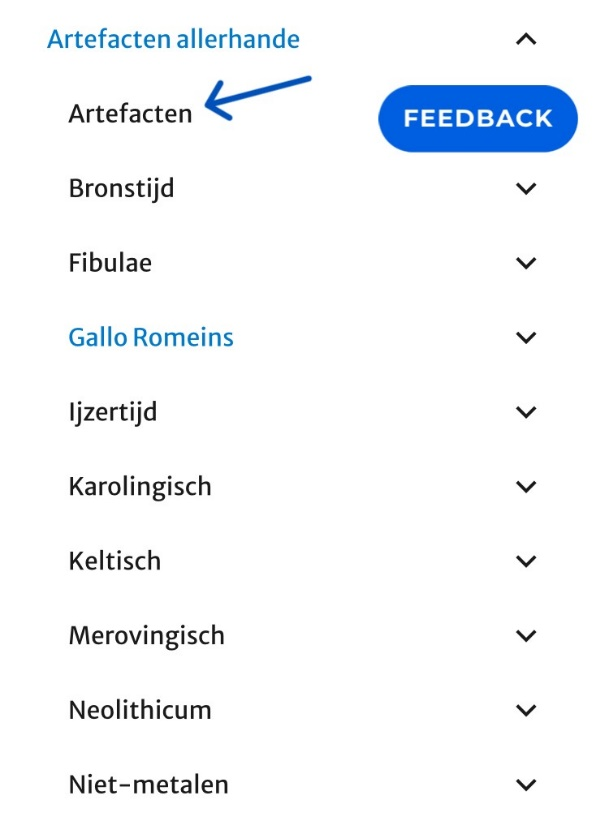 Artefacten allerhande
Artefacten
FEEDBACK
Bronstijd
Fibulae
Gallo Romeins
Ijzertijd
Karolingisch
Keltisch
Merovingisch
Neolithicum
Niet-metalen